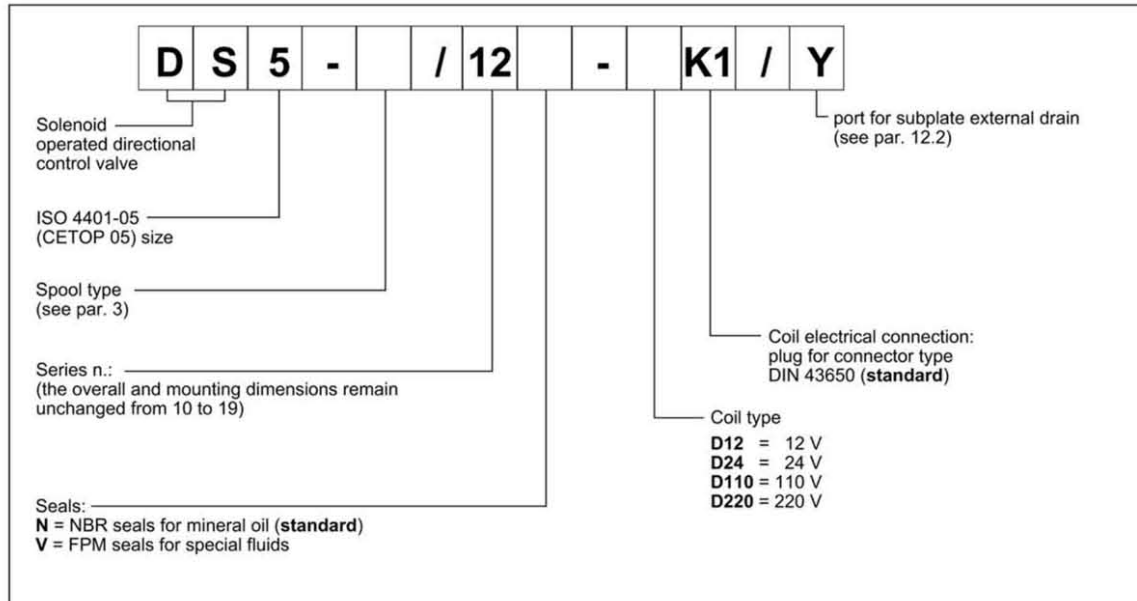 D S 5 - / 12 - K1 / Y
Solenoid
operated directional
control valve
port for subplate external drain
(see par. 12.2)
ISO 4401-05
(CETOP 05) size
Spool type
(see par. 3)
Series n.:
(the overall and mounting dimensions remain
unchanged from 10 to 19)
Coil electrical connection:
plug for connector type
DIN 43650 (standard)
Coil type
D12 = 12 V
D24 = 24 V
D110 = 110 V
D220 = 220 V
Seals:
N = NBR seals for mineral oil (standard)
V = FPM seals for special fluids